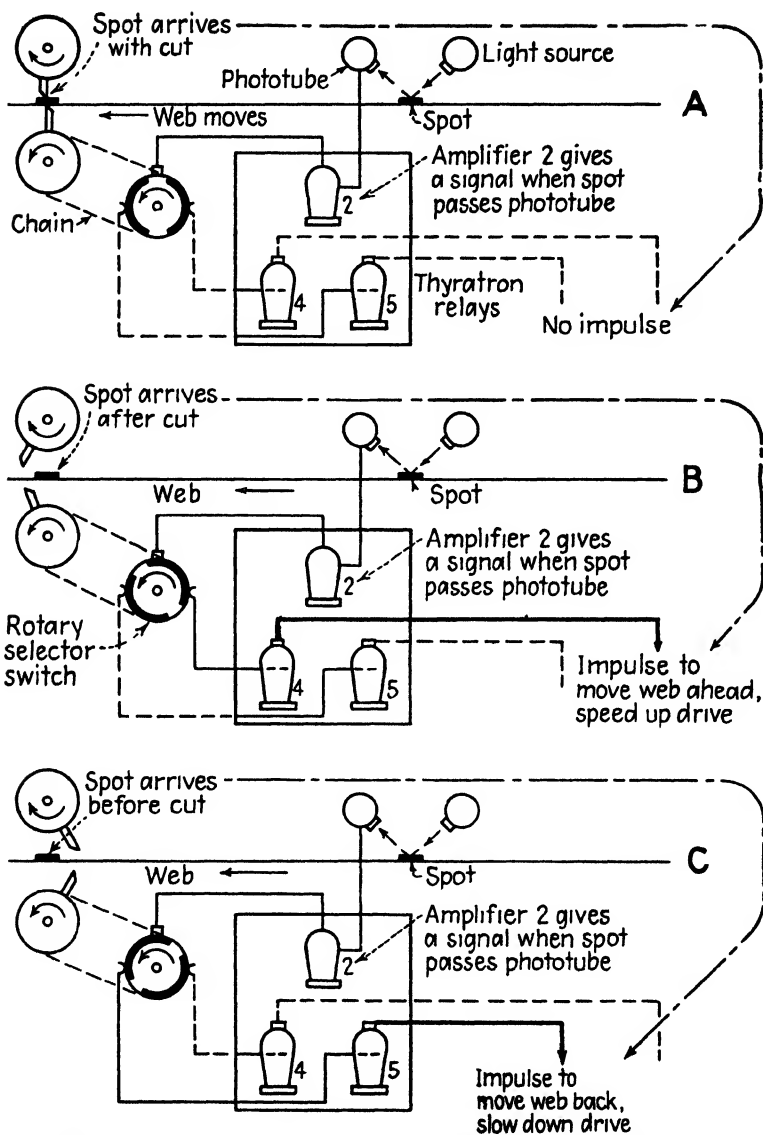 Spot arrives
with cut
Phototube
Light source
A
Web moves
Spot
Amplifier 2 gives
a signal when spot
passes phototube
2
Chain
4
5
Thyratron
relays
No impulse
Spot arrives
after cut
B
Web
Spot
Amplifier 2 gives
a signal when spot
passes phototube
2
Rotary
selector
switch
4
5
Impulse to
move web ahead,
speed up drive
Spot arrives
before cut
C
Web
Spot
Amplifier 2 gives
a signal when spot
passes phototube
2
4
5
Impulse to
move web back,
slow down drive